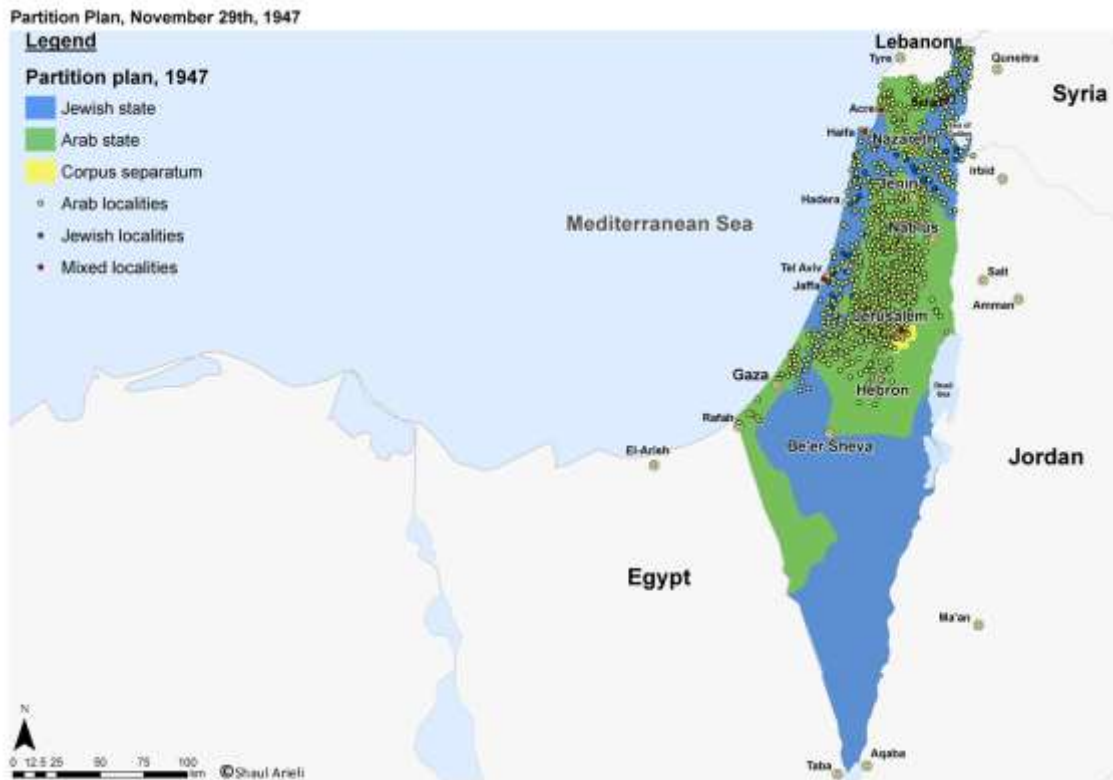 Partition Plan, November 29th, 1947
Legend
Partition plan, 1947
Jewish state
Arab state
Corpus separatum
Arab localities
Jewish localities
Mixed localities
Lebanon
Tyre
Quneitra
Syria
Acre
Haifa
Nazareth
Irbid
Jenin
Hadera
Mediterranean Sea
Nablus
Tel Aviv
Jaffa
Salt
Amman
Jerusalem
Gaza
Hebron
Dead
Sea
Rafah
El-Arish
Be'er Sheva
Jordan
Egypt
Ma'an
N
0 12.5 25 50 75 100
km
©Shaul Arieli
Taba
Aqaba